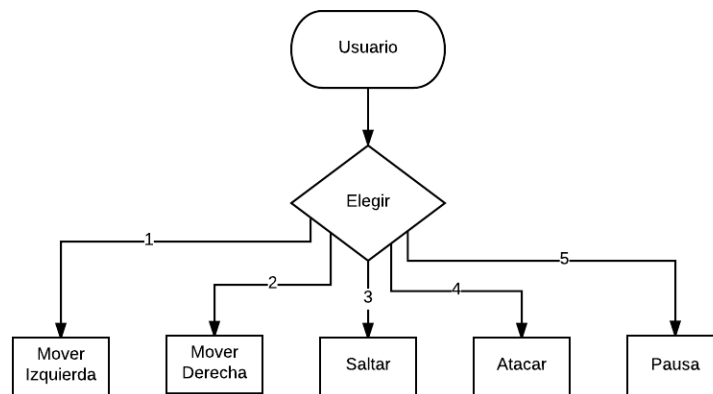 Usuario
Elegir
1
2
3
4
5
Mover
Izquierda
Mover
Derecha
Saltar
Atacar
Pausa